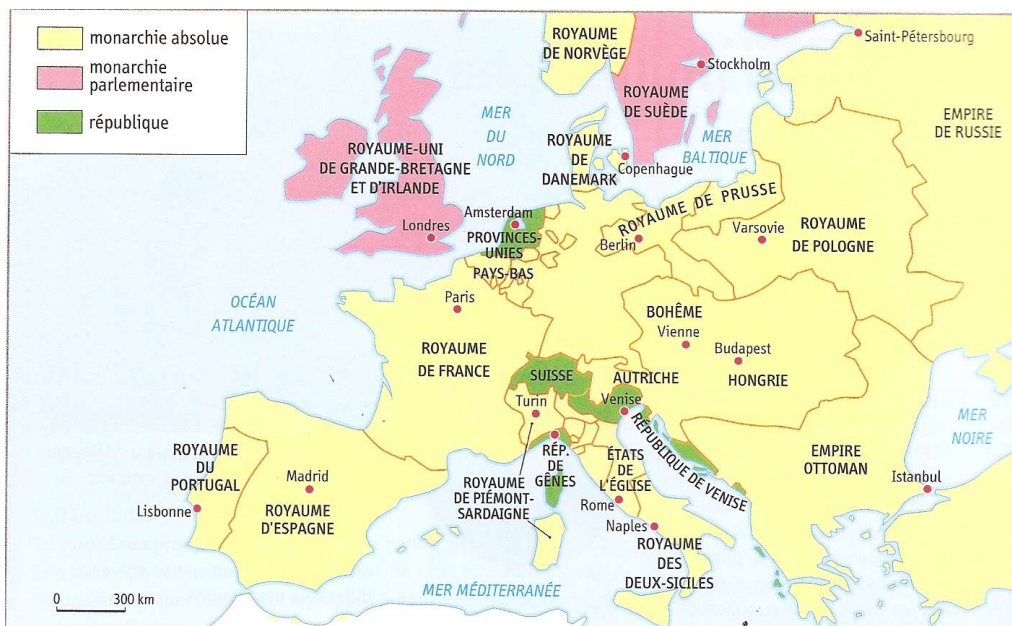 monarchie absolue
monarchie
parlementaire
république
ROYAUME
DE NORVÈGE
Saint-Pétersbourg
Stockholm
ROYAUME
DE SUÈDE
EMPIRE
DE RUSSIE
MER
DU
NORD
MER
BALTIQUE
ROYAUME
DE
DANEMARK
Copenhague
ROYAUME-UNI
DE GRANDE-BRETAGNE
ET D'IRLANDE
Londres
Amsterdam
PROVINCES-
UNIES
PAYS-BAS
ROYAUME DE PRUSSE
Berlin
Varsovie
ROYAUME
DE POLOGNE
OCÉAN
ATLANTIQUE
Paris
ROYAUME
DE FRANCE
BOHÊME
Vienne
Budapest
AUTRICHE
HONGRIE
SUISSE
Turin
Venise
RÉPUBLIQUE DE VENISE
MER
NOIRE
RÉP.
DE
GÊNES
ÉTATS
DE
L'ÉGLISE
Rome
EMPIRE
OTTOMAN
Istanbul
ROYAUME
DU
PORTUGAL
Lisbonne
Madrid
ROYAUME
D'ESPAGNE
ROYAUME
DE PIÉMONT-
SARDAIGNE
Naples
ROYAUME
DES
DEUX-SICILES
MER MÉDITERRANÉE
0 300 km